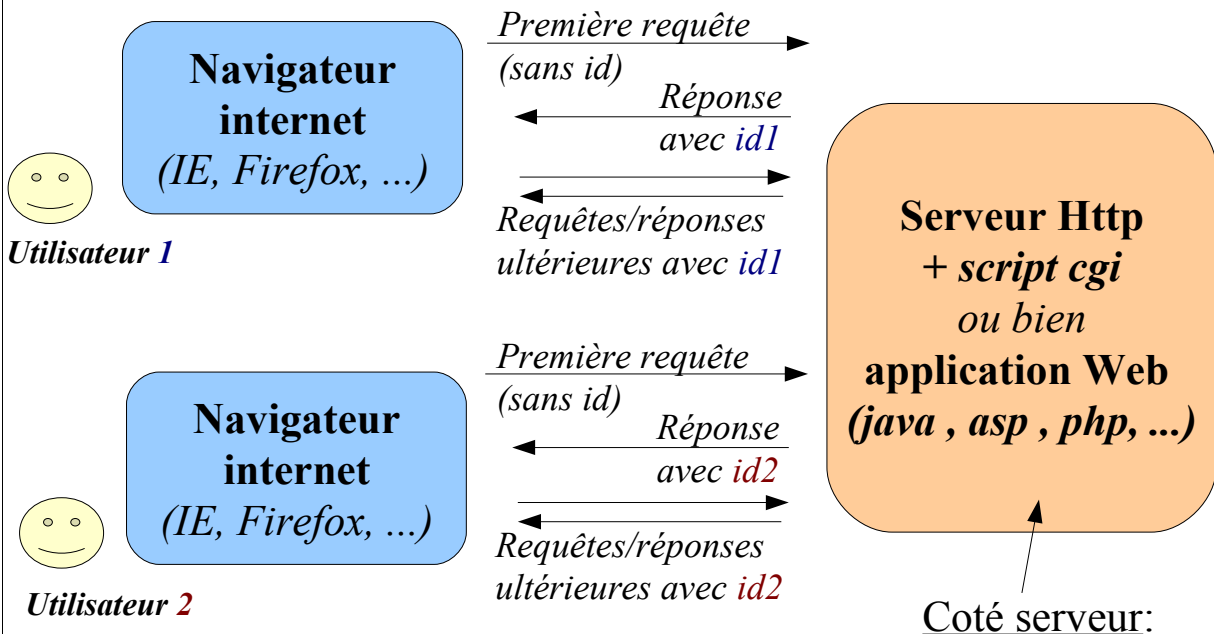 Première requête
(sans id)
Navigateur
internet
(IE, Firefox, ...)
Réponse
avec id1
Requêtes/réponses
ultérieures avec id1
Utilisateur 1
Serveur Http
+ script cgi
ou bien
application Web
(java , asp , php, ...)
Première requête
(sans id)
Navigateur
internet
(IE, Firefox, ...)
Réponse
avec id2
Requêtes/réponses
ultérieures avec id2
Utilisateur 2
Coté serveur: